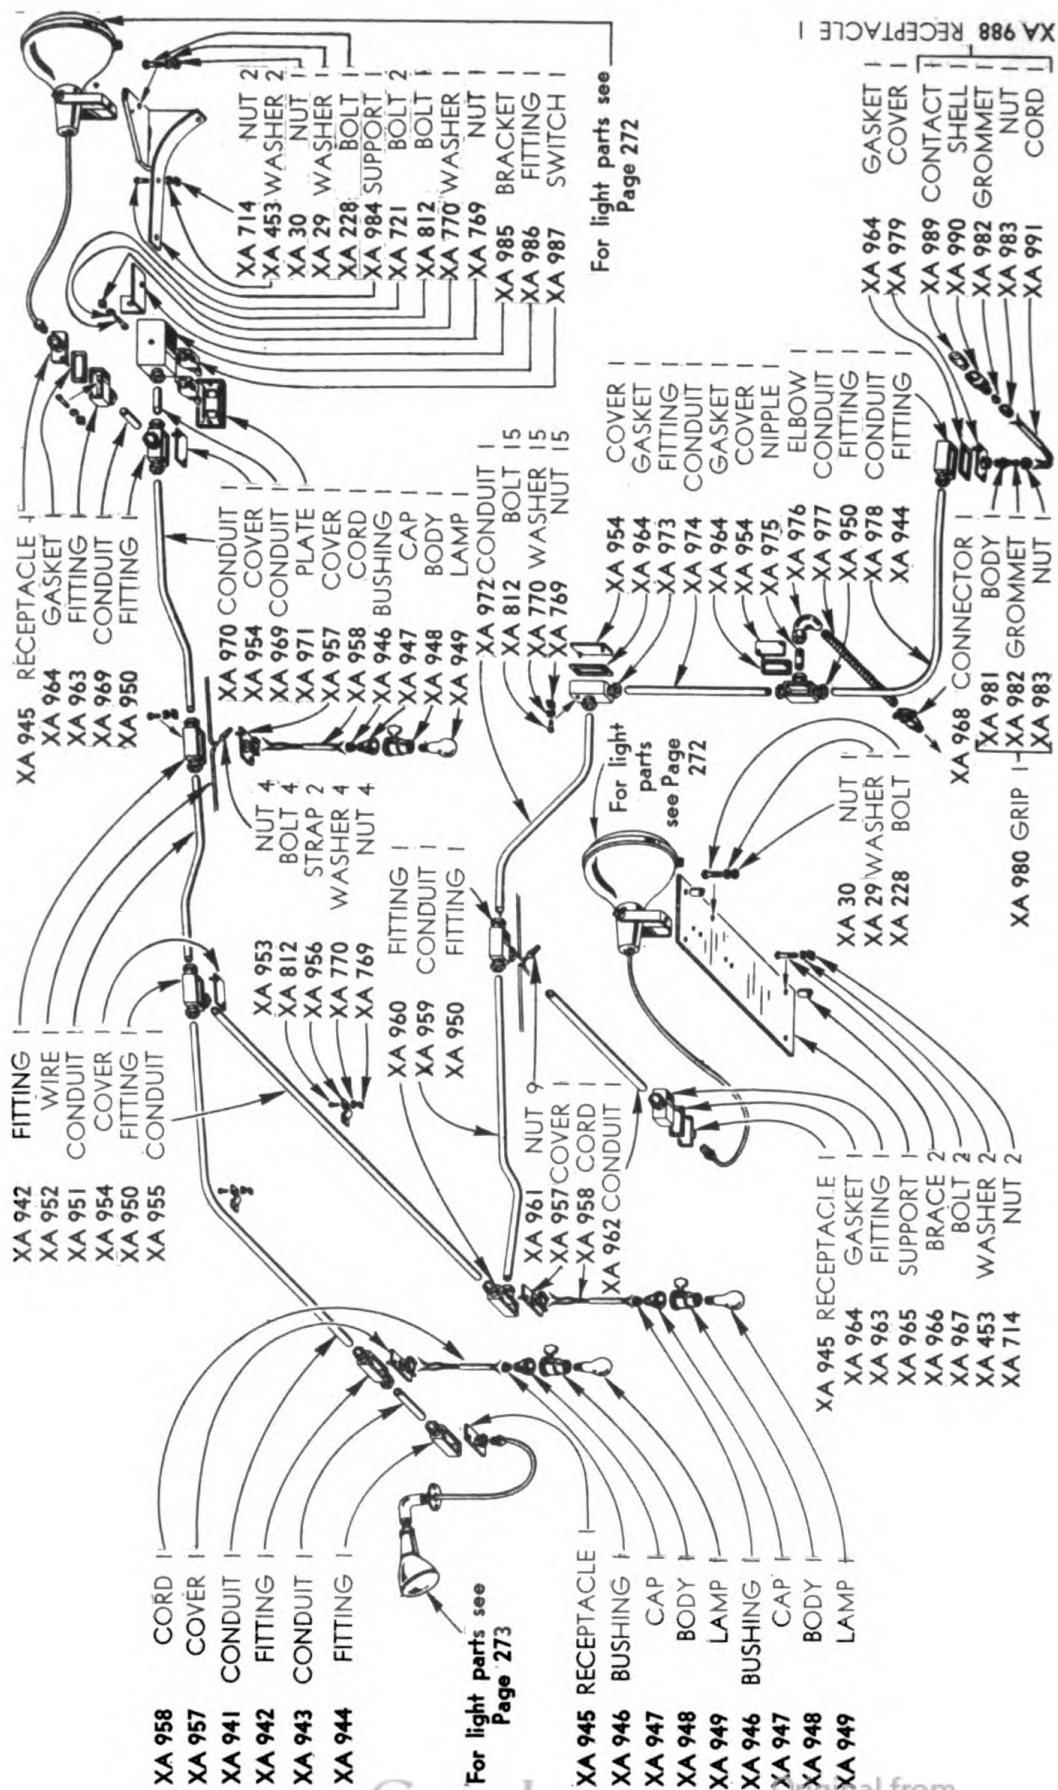 XA 988 RECEPTACLE 1
For light parts see
Page 272
XA 714 NUT 2
XA 453 WASHER 2
XA 30 NUT 1
XA 29 WASHER 1
XA 228 BOLT 1
XA 984 SUPPORT 1
XA 721 BOLT 2
XA 812 BOLT 1
XA 770 WASHER 1
XA 769 NUT 1
XA 985 BRACKET 1
XA 986 FITTING 1
XA 987 SWITCH 1
XA 964 GASKET 1
XA 979 COVER 1
XA 989 CONTACT 1
XA 990 SHELL 1
XA 982 GROMMET 1
XA 983 NUT 1
XA 991 CORD 1
XA 945 RECEPTACLE 1
XA 964 GASKET 1
XA 963 FITTING 1
XA 969 CONDUIT 1
XA 950 FITTING 1
XA 970 CONDUIT 1
XA 954 COVER 1
XA 969 CONDUIT 1
XA 971 PLATE 1
XA 957 COVER 1
XA 958 CORD 1
XA 946 BUSHING 1
XA 947 CAP 1
XA 948 BODY 1
XA 949 LAMP 1
XA 972 CONDUIT 1
XA 812 BOLT 15
XA 770 WASHER 15
XA 769 NUT 15
XA 954 COVER 1
XA 964 GASKET 1
XA 973 FITTING 1
XA 974 CONDUIT 1
XA 964 GASKET 1
XA 954 COVER 1
XA 975 NIPPLE 1
XA 976 ELBOW 1
XA 977 CONDUIT 1
XA 950 FITTING 1
XA 978 CONDUIT 1
XA 944 FITTING 1
XA 942 FITTING 1
XA 952 WIRE 1
XA 951 CONDUIT 1
XA 954 COVER 1
XA 950 FITTING 1
XA 955 CONDUIT 1
XA 953 NUT 4
XA 812 BOLT 4
XA 956 STRAP 2
XA 770 WASHER 4
XA 769 NUT 4
XA 960 FITTING 1
XA 959 CONDUIT 1
XA 950 FITTING 1
For light
parts
see Page
272
XA 30 NUT 1
XA 29 WASHER 1
XA 228 BOLT 1
XA 968 CONNECTOR 1
XA 981 BODY 1
XA 982 GROMMET 1
XA 983 NUT 1
XA 980 GRIP 1
XA 961 NUT 9
XA 957 COVER 1
XA 958 CORD 1
XA 962 CONDUIT 1
XA 945 RECEPTACLE 1
XA 964 GASKET 1
XA 963 FITTING 1
XA 965 SUPPORT 1
XA 966 BRACE 2
XA 967 BOLT 2
XA 453 WASHER 2
XA 714 NUT 2
XA 958 CORD 1
XA 957 COVER 1
XA 941 CONDUIT 1
XA 942 FITTING 1
XA 943 CONDUIT 1
XA 944 FITTING 1
For light parts see
Page 273
XA 945 RECEPTACLE 1
XA 946 BUSHING 1
XA 947 CAP 1
XA 948 BODY 1
XA 949 LAMP 1
XA 946 BUSHING 1
XA 947 CAP 1
XA 948 BODY 1
XA 949 LAMP 1
Original from